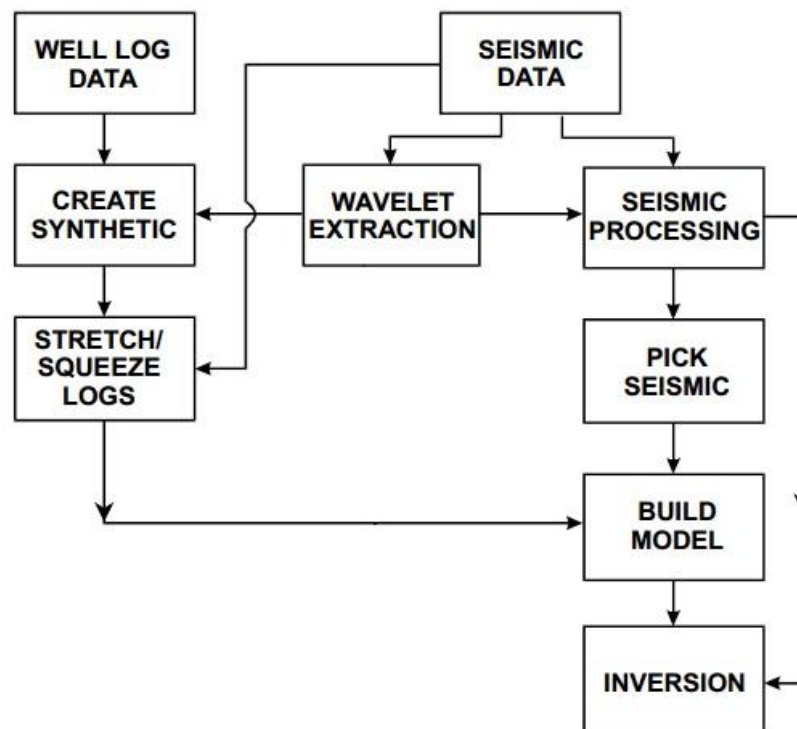 WELL LOG
DATA
SEISMIC
DATA
CREATE
SYNTHETIC
WAVELET
EXTRACTION
SEISMIC
PROCESSING
STRETCH/
SQUEEZE
LOGS
PICK
SEISMIC
BUILD
MODEL
INVERSION